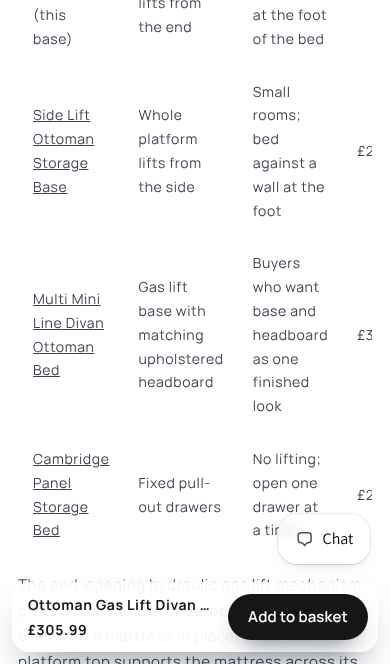 (this
base)
lifts from
the end
at the foot
of the bed
Side Lift
Ottoman
Storage
Base
Whole
platform
lifts from
the side
Small
rooms;
bed
against a
wall at the
foot
£2
Multi Mini
Line Divan
Ottoman
Bed
Gas lift
base with
matching
upholstered
headboard
Buyers
who want
base and
headboard
as one
finished
look
£3
Cambridge
Panel
Storage
Bed
Fixed pull-
out drawers
No lifting;
open one
drawer at
a
£2
Chat
Ottoman Gas Lift Divan ...
£305.99
Add to basket
platform top supports the mattress across its